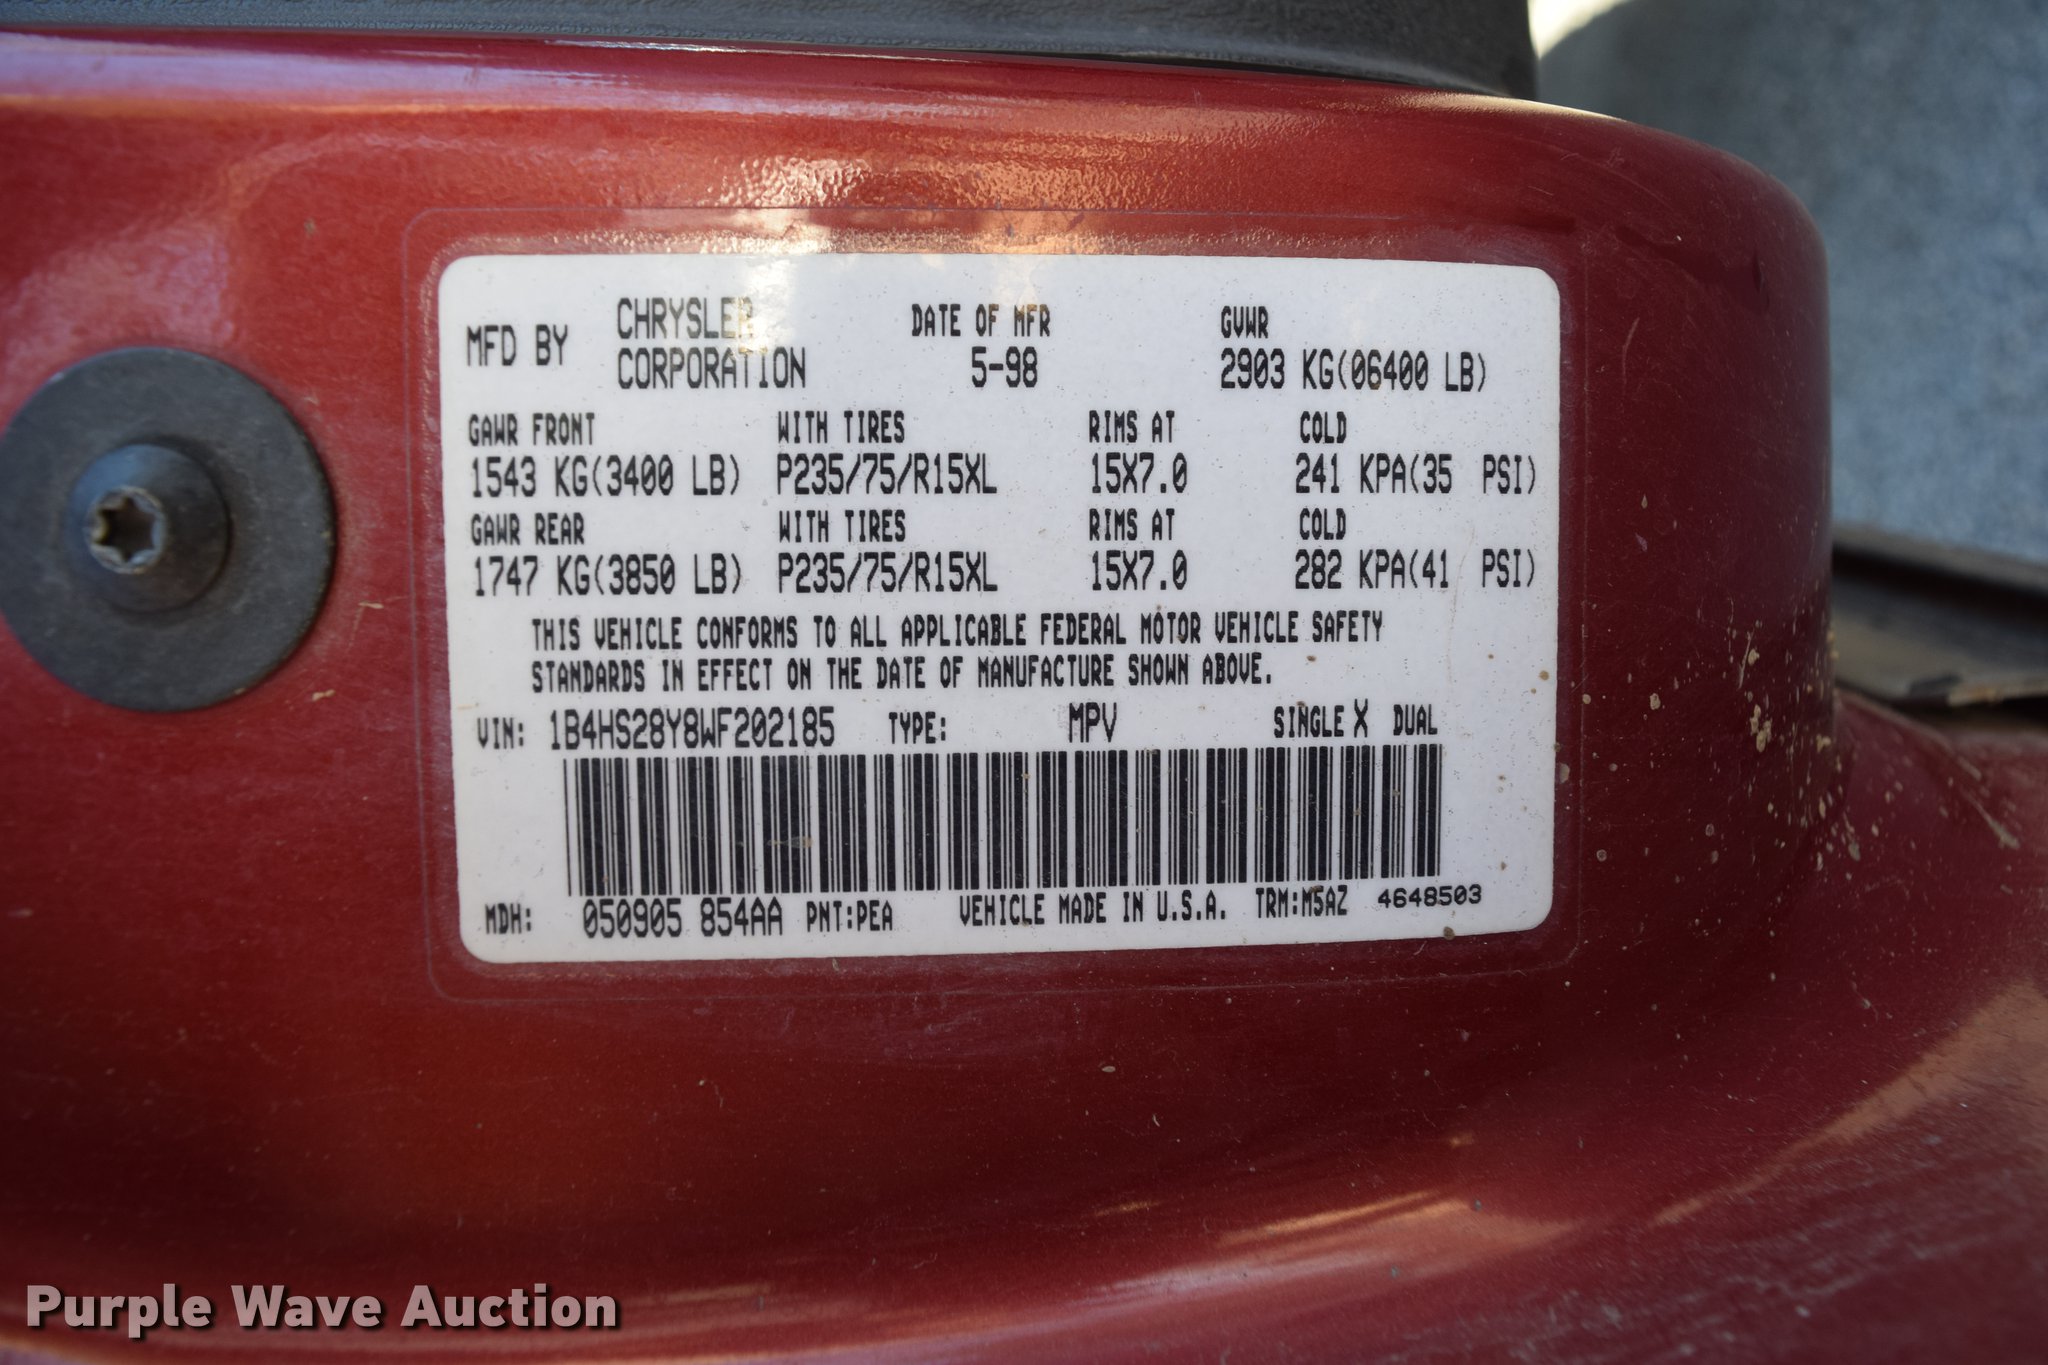 MFD BY CHRYSLER CORPORATION DATE OF MFR 5-98 GVWR 2903 KG(06400 LB)
GAWR FRONT WITH TIRES RIMS AT COLD
1543 KG(3400 LB) P235/75/R15XL 15X7.0 241 KPA(35 PSI)
GAWR REAR WITH TIRES RIMS AT COLD
1747 KG(3850 LB) P235/75/R15XL 15X7.0 282 KPA(41 PSI)
THIS VEHICLE CONFORMS TO ALL APPLICABLE FEDERAL MOTOR VEHICLE SAFETY
STANDARDS IN EFFECT ON THE DATE OF MANUFACTURE SHOWN ABOVE.
VIN: 1B4HS28Y8WF202185 TYPE: MPV SINGLE X DUAL
MDH: 050905 854AA PNT:PEA VEHICLE MADE IN U.S.A. TRM:M5AZ 4648503
Purple Wave Auction